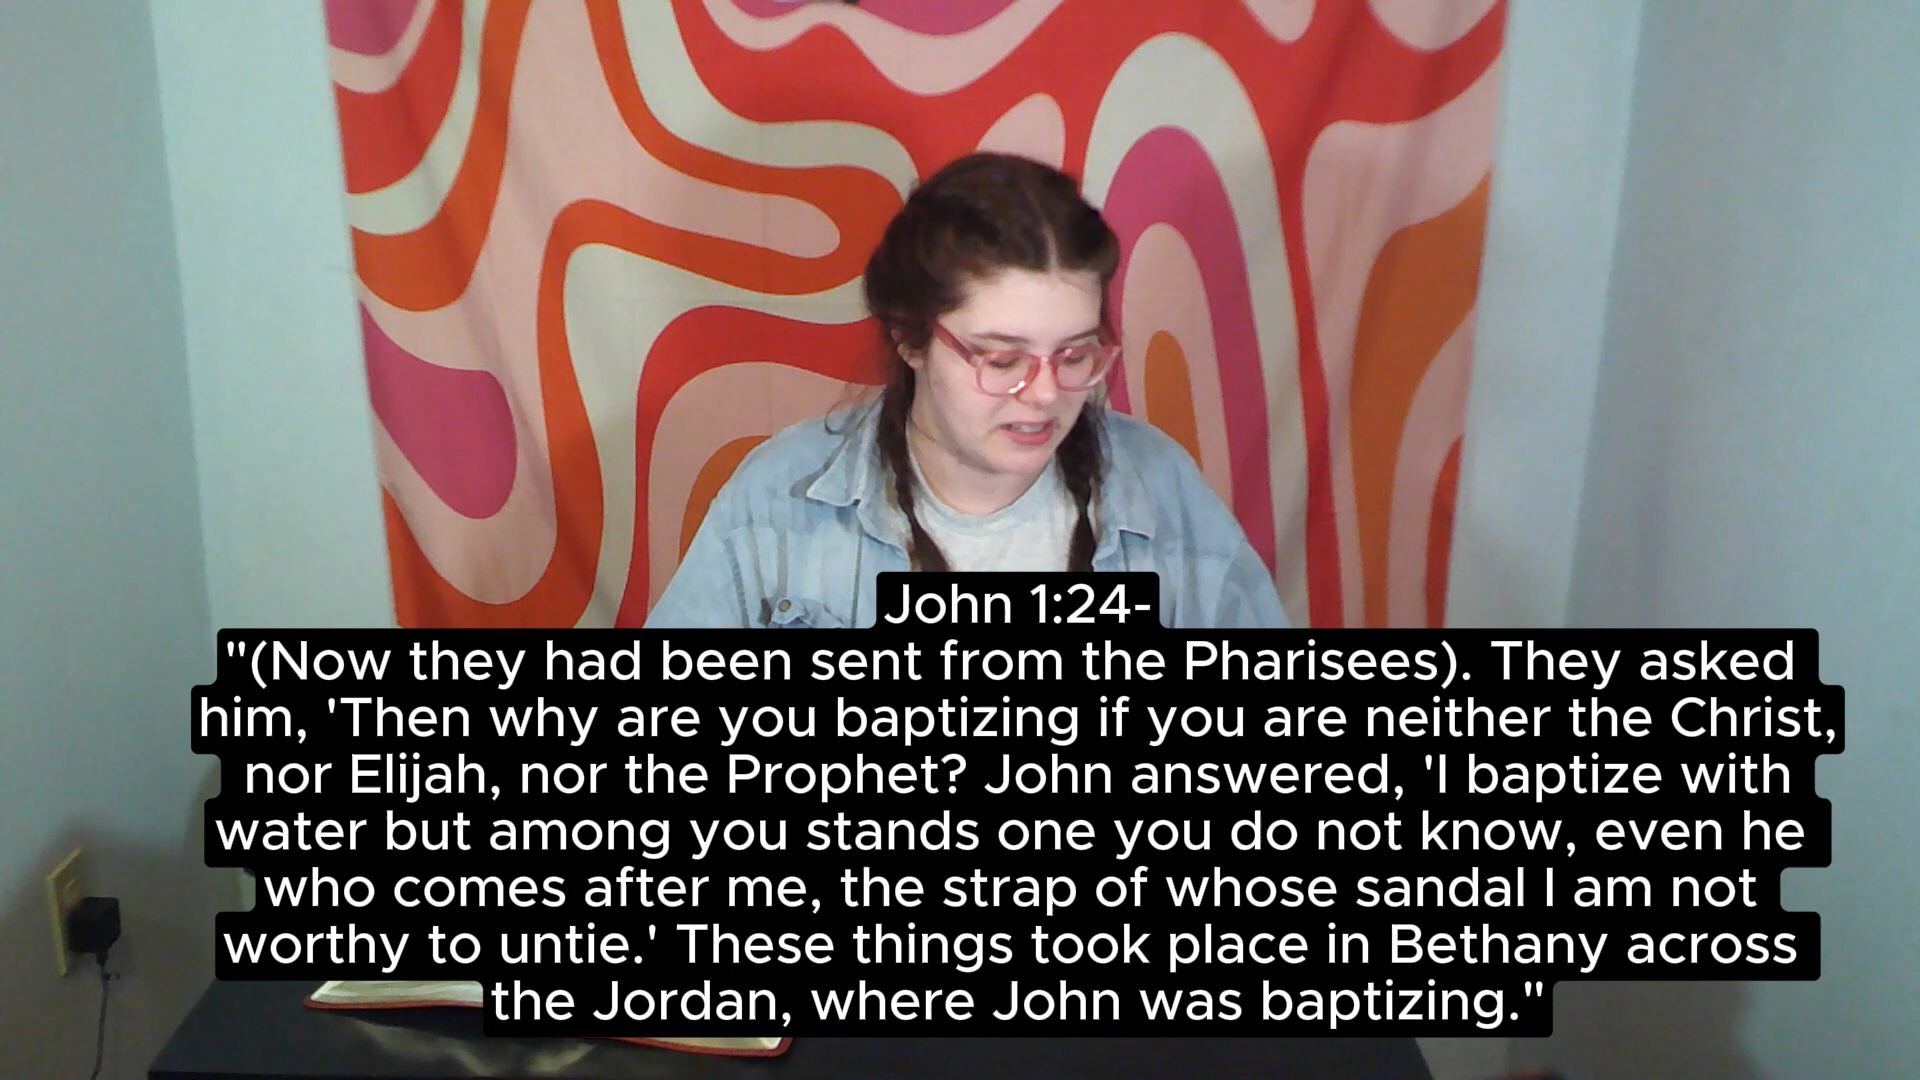 John 1:24-
"(Now they had been sent from the Pharisees). They asked
him, 'Then why are you baptizing if you are neither the Christ,
nor Elijah, nor the Prophet? John answered, 'I baptize with
water but among you stands one you do not know, even he
who comes after me, the strap of whose sandal I am not
worthy to untie.' These things took place in Bethany across
the Jordan, where John was baptizing."